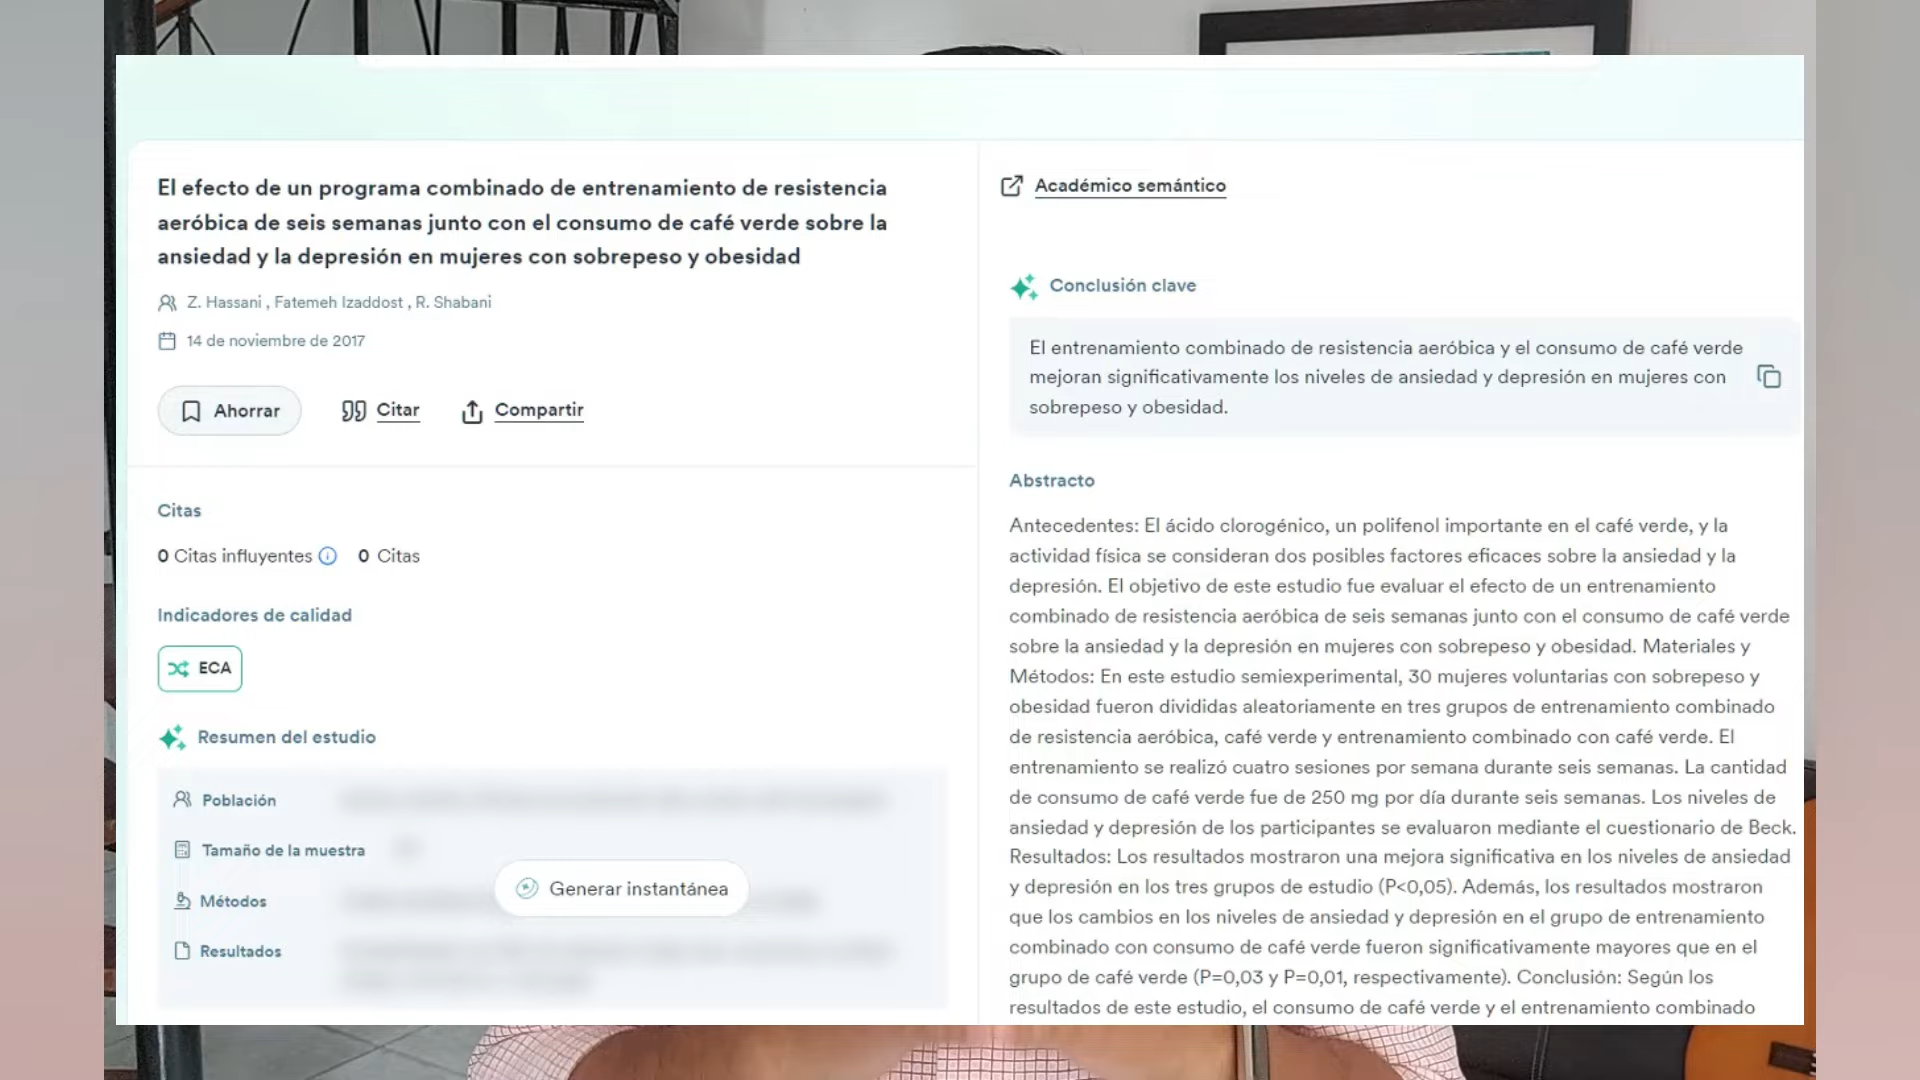 El efecto de un programa combinado de entrenamiento de resistencia
aeróbica de seis semanas junto con el consumo de café verde sobre la
ansiedad y la depresión en mujeres con sobrepeso y obesidad
Z. Hassani , Fatemeh Izaddost , R. Shabani
14 de noviembre de 2017
Ahorrar
Citar
Compartir
Citas
0 Citas influyentes
0 Citas
Indicadores de calidad
ECA
Resumen del estudio
Población
Tamaño de la muestra
Métodos
Resultados
Generar instantánea
Académico semántico
Conclusión clave
El entrenamiento combinado de resistencia aeróbica y el consumo de café verde
mejoran significativamente los niveles de ansiedad y depresión en mujeres con
sobrepeso y obesidad.
Abstracto
Antecedentes: El ácido clorogénico, un polifenol importante en el café verde, y la
actividad física se consideran dos posibles factores eficaces sobre la ansiedad y la
depresión. El objetivo de este estudio fue evaluar el efecto de un entrenamiento
combinado de resistencia aeróbica de seis semanas junto con el consumo de café verde
sobre la ansiedad y la depresión en mujeres con sobrepeso y obesidad. Materiales y
Métodos: En este estudio semiexperimental, 30 mujeres voluntarias con sobrepeso y
obesidad fueron divididas aleatoriamente en tres grupos de entrenamiento combinado
de resistencia aeróbica, café verde y entrenamiento combinado con café verde. El
entrenamiento se realizó cuatro sesiones por semana durante seis semanas. La cantidad
de consumo de café verde fue de 250 mg por día durante seis semanas. Los niveles de
ansiedad y depresión de los participantes se evaluaron mediante el cuestionario de Beck.
Resultados: Los resultados mostraron una mejora significativa en los niveles de ansiedad
y depresión en los tres grupos de estudio (P<0,05). Además, los resultados mostraron
que los cambios en los niveles de ansiedad y depresión en el grupo de entrenamiento
combinado con consumo de café verde fueron significativamente mayores que en el
grupo de café verde (P=0,03 y P=0,01, respectivamente). Conclusión: Según los
resultados de este estudio, el consumo de café verde y el entrenamiento combinado